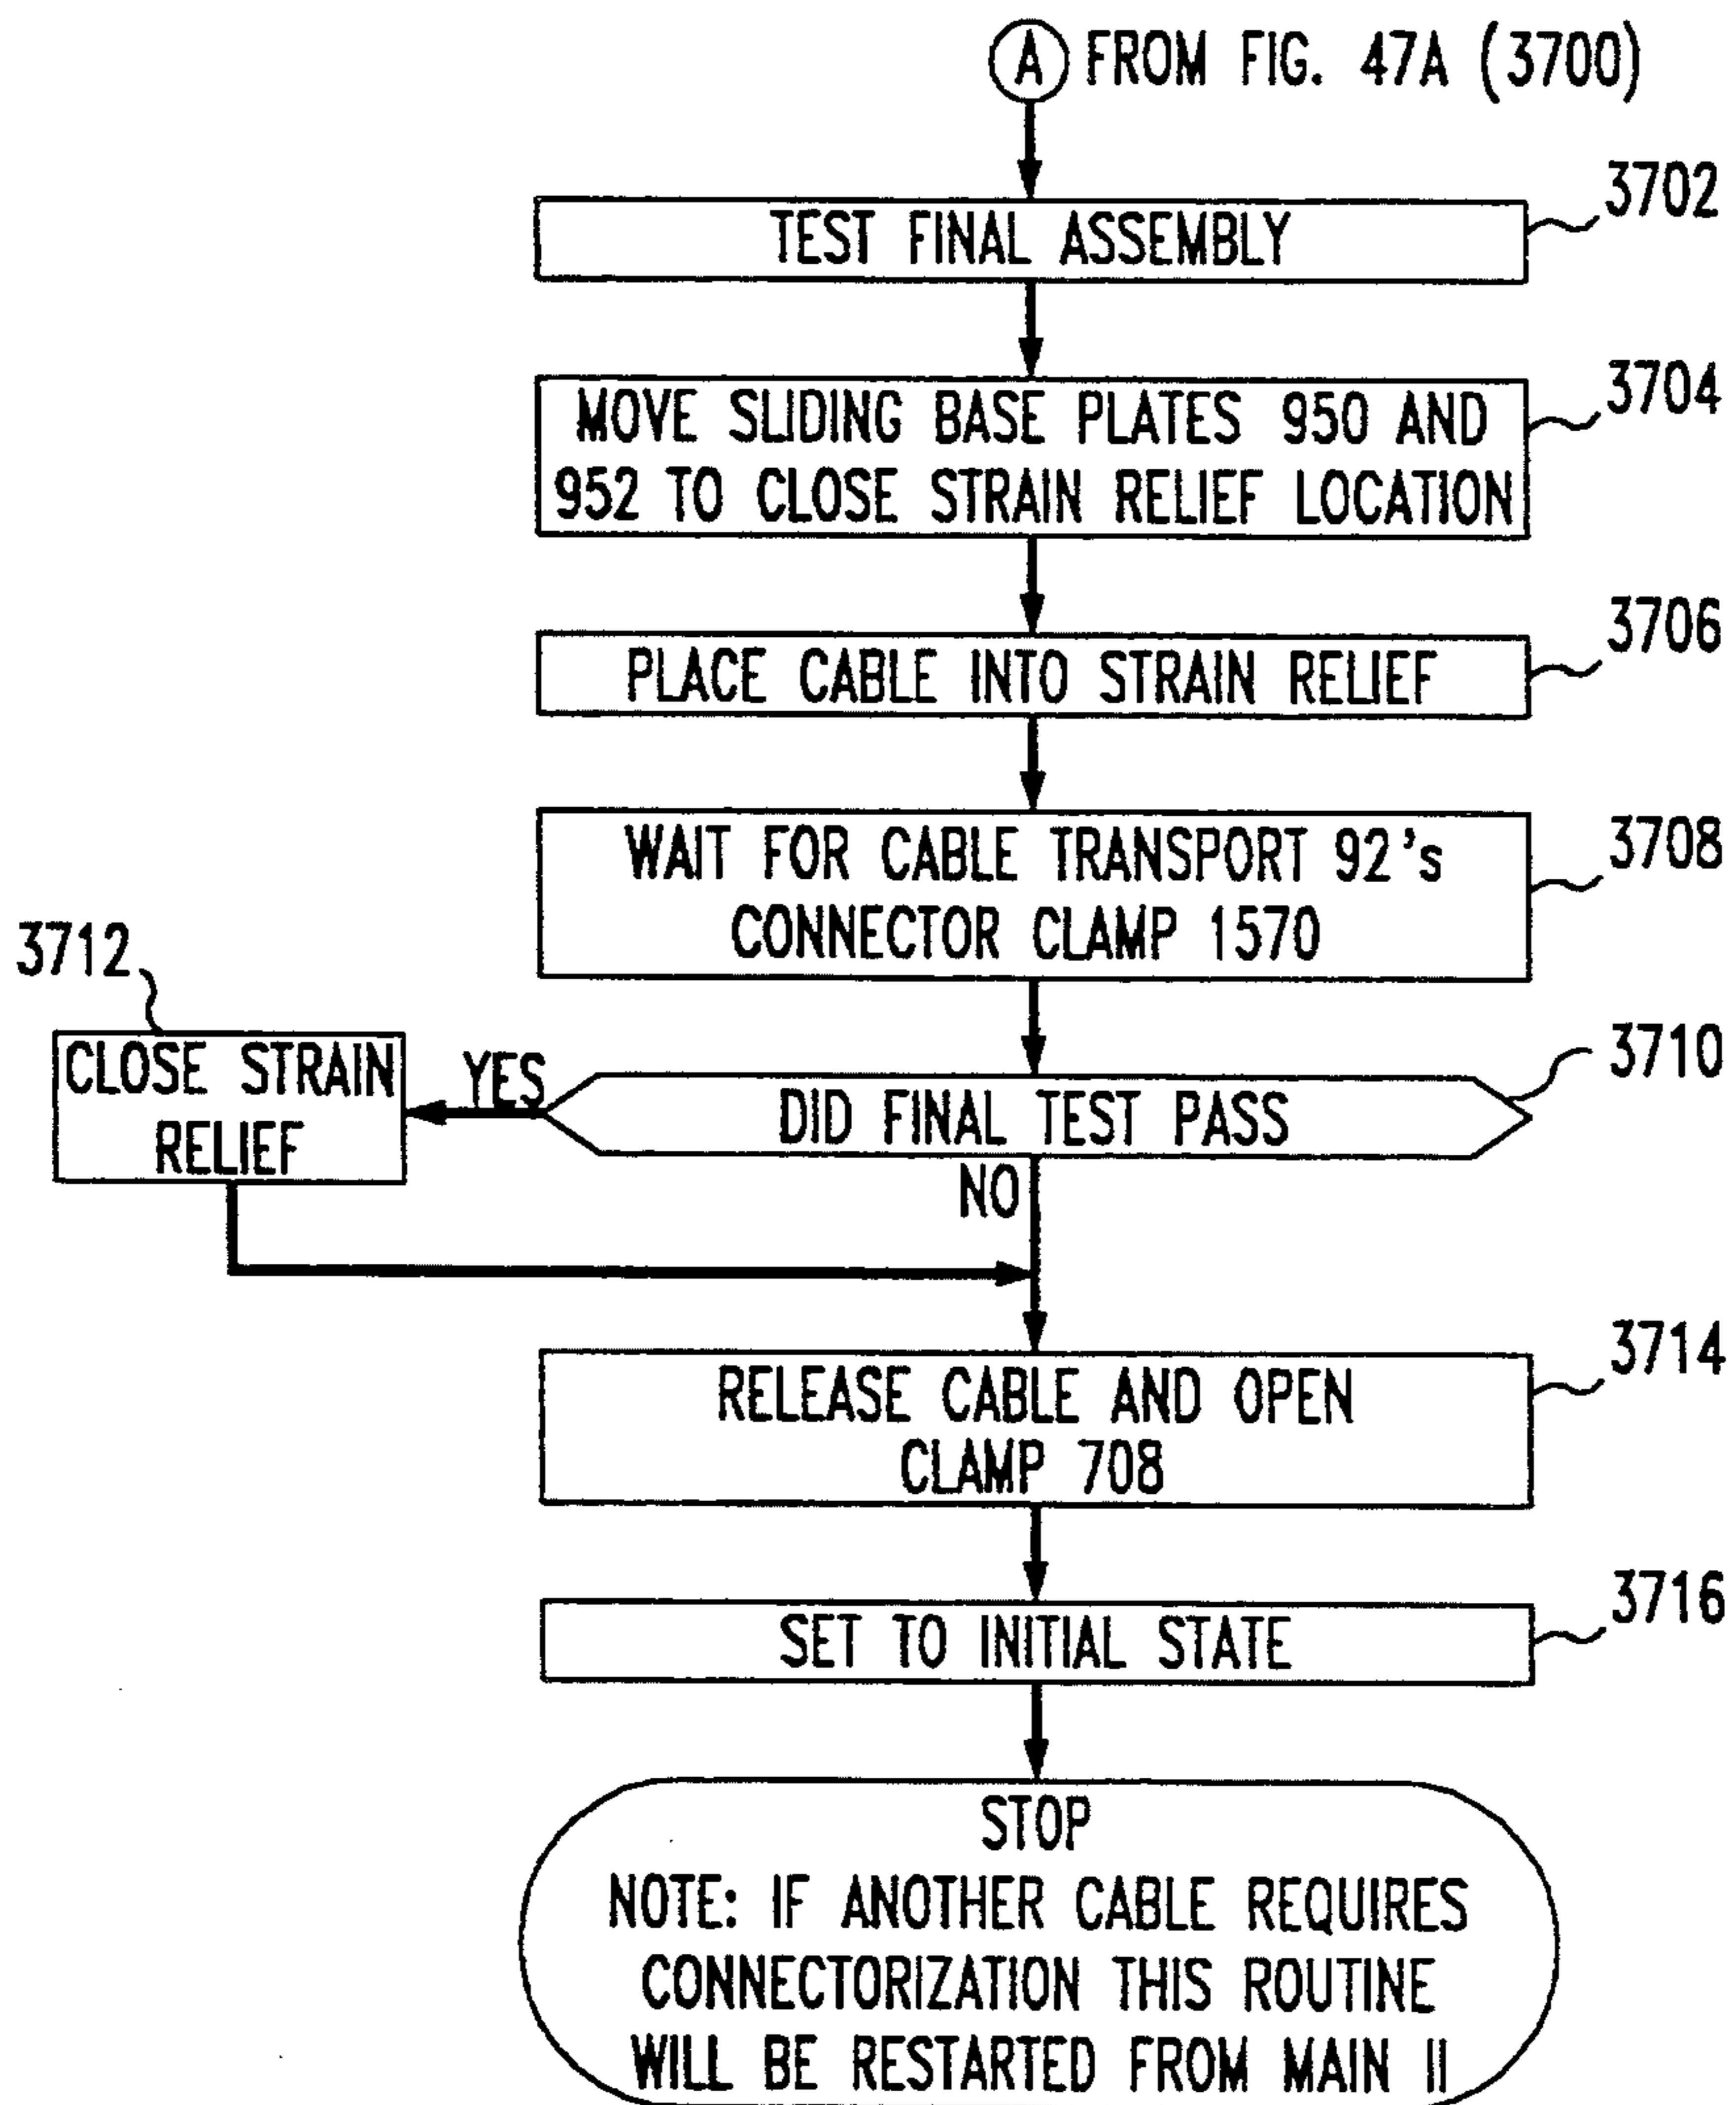 A FROM FIG. 47A (3700)
3702
TEST FINAL ASSEMBLY
3704
MOVE SLIDING BASE PLATES 950 AND
952 TO CLOSE STRAIN RELIEF LOCATION
3706
PLACE CABLE INTO STRAIN RELIEF
3708
WAIT FOR CABLE TRANSPORT 92's
CONNECTOR CLAMP 1570
3712
3710
CLOSE STRAIN
RELIEF
YES
DID FINAL TEST PASS
NO
3714
RELEASE CABLE AND OPEN
CLAMP 708
3716
SET TO INITIAL STATE
STOP
NOTE: IF ANOTHER CABLE REQUIRES
CONNECTORIZATION THIS ROUTINE
WILL BE RESTARTED FROM MAIN II